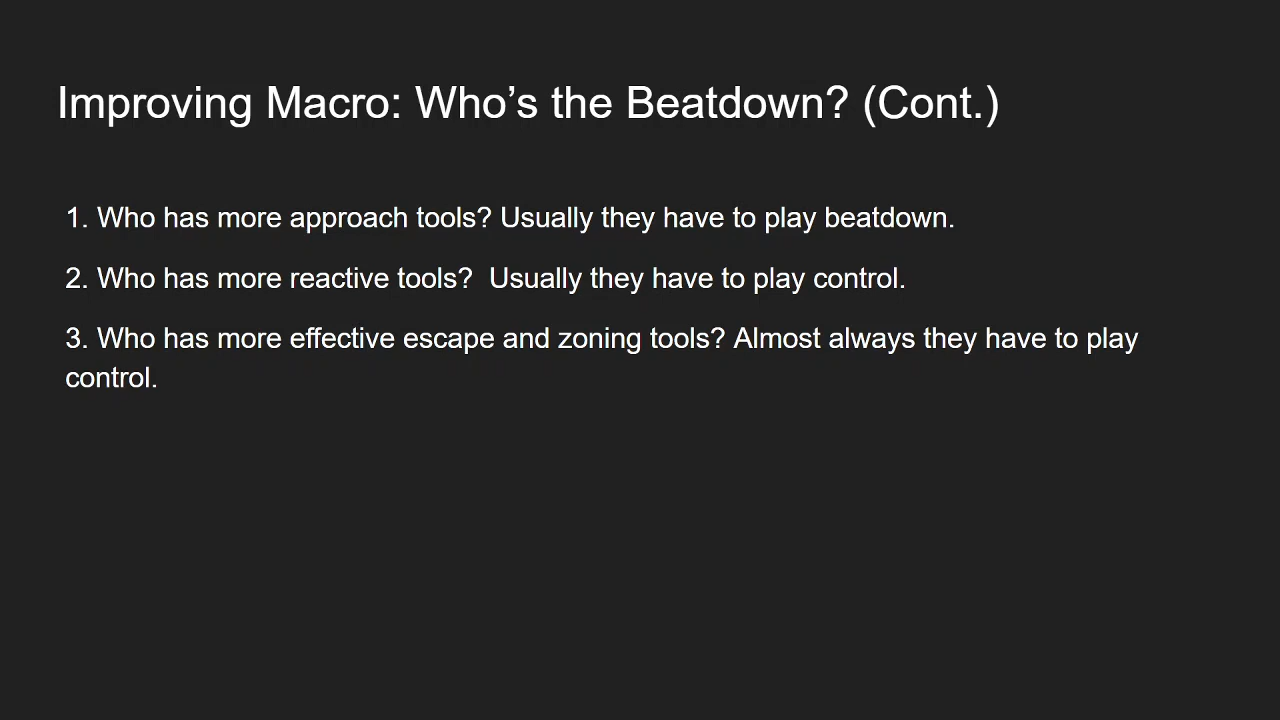 Improving Macro: Who’s the Beatdown? (Cont.)
1. Who has more approach tools? Usually they have to play beatdown.
2. Who has more reactive tools?  Usually they have to play control.
3. Who has more effective escape and zoning tools? Almost always they have to play
control.